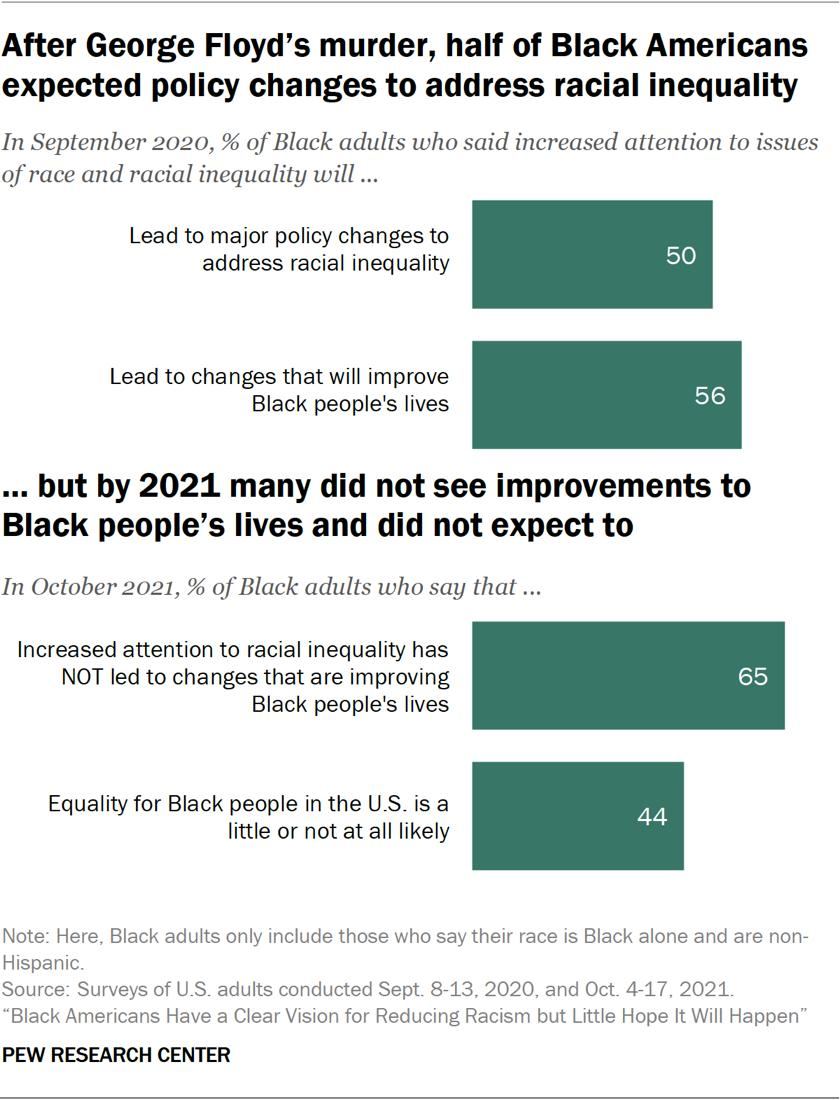 After George Floyd’s murder, half of Black Americans
expected policy changes to address racial inequality
In September 2020, % of Black adults who said increased attention to issues
of race and racial inequality will ...
Lead to major policy changes to
address racial inequality
50
Lead to changes that will improve
Black people's lives
56
... but by 2021 many did not see improvements to
Black people’s lives and did not expect to
In October 2021, % of Black adults who say that ...
Increased attention to racial inequality has
NOT led to changes that are improving
Black people's lives
65
Equality for Black people in the U.S. is a
little or not at all likely
44
Note: Here, Black adults only include those who say their race is Black alone and are non-
Hispanic.
Source: Surveys of U.S. adults conducted Sept. 8-13, 2020, and Oct. 4-17, 2021.
“Black Americans Have a Clear Vision for Reducing Racism but Little Hope It Will Happen”
PEW RESEARCH CENTER